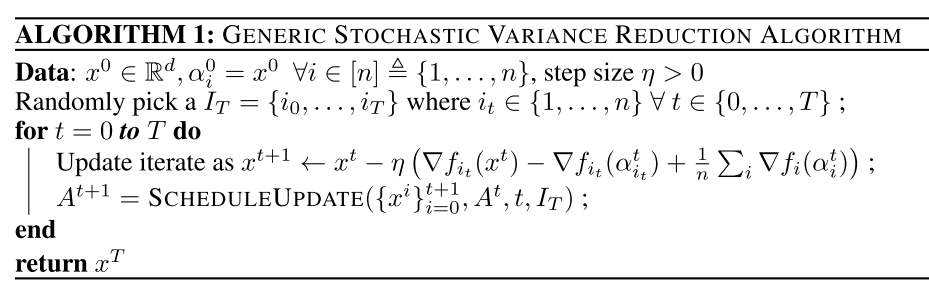 ALGORITHM 1: GENERIC STOCHASTIC VARIANCE REDUCTION ALGORITHM
Data: $x^0 \in \mathbb{R}^d, \alpha_i^0 = x^0 \ \forall i \in [n] \triangleq \{1, \ldots, n\}$, step size $\eta > 0$
Randomly pick a $I_T = \{i_0, \ldots, i_T\}$ where $i_t \in \{1, \ldots, n\} \ \forall \ t \in \{0, \ldots, T\}$ ;
for $t = 0$ to $T$ do
Update iterate as $x^{t+1} \leftarrow x^t - \eta \left( \nabla f_{i_t}(x^t) - \nabla f_{i_t}(\alpha_{i_t}^t) + \frac{1}{n} \sum_i \nabla f_i(\alpha_i^t) \right)$ ;
$A^{t+1} = \text{SCHEDULEUPDATE}(\{x^i\}_{i=0}^{t+1}, A^t, t, I_T)$ ;
end
return $x^T$